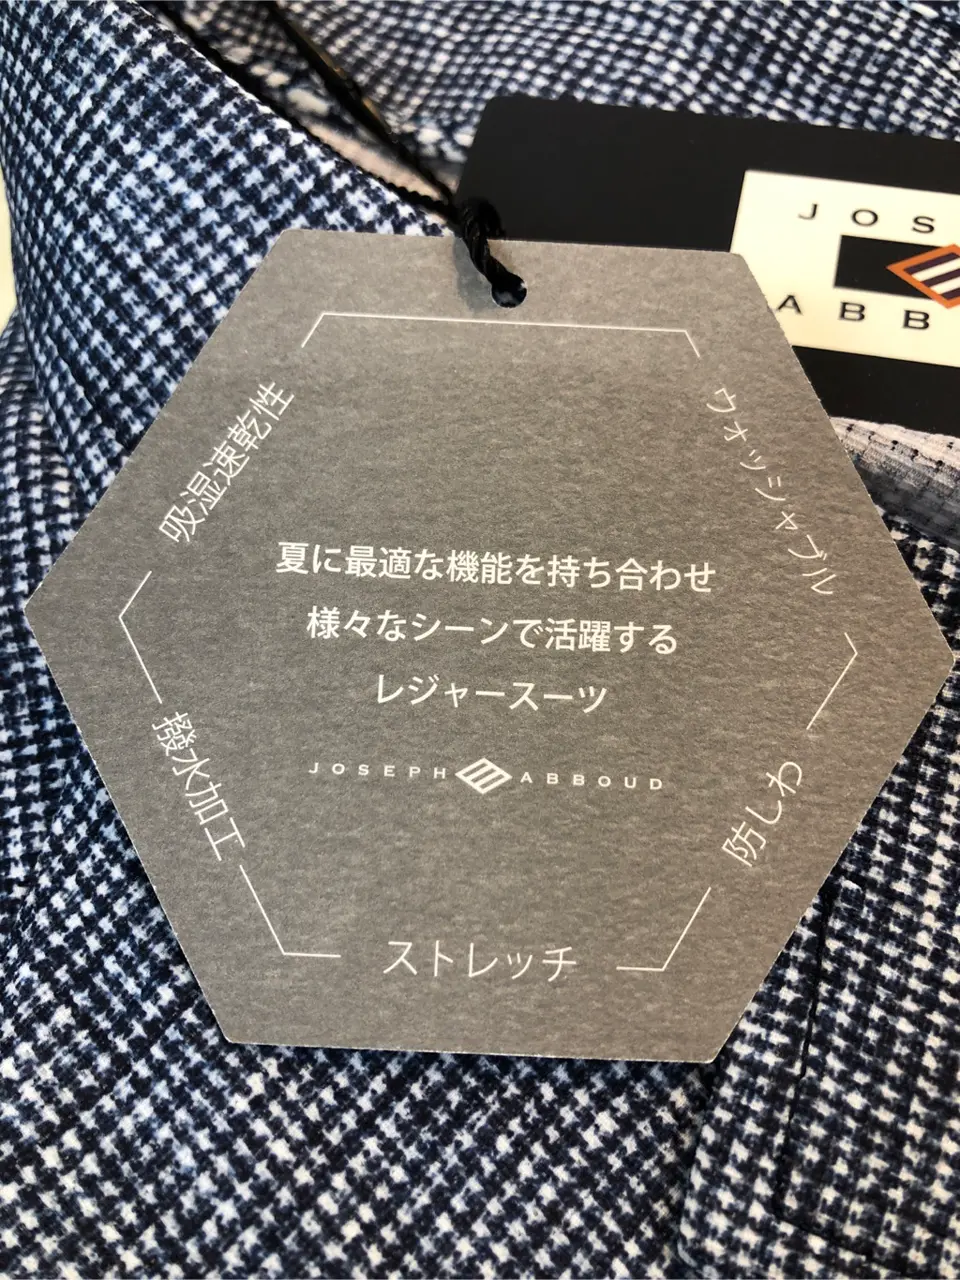 JOS
ABB
吸湿速乾性
ウォッシャブル
夏に最適な機能を持ち合わせ
様々なシーンで活躍する
レジャースーツ
JOSEPH ABBOUD
撥水加工
防しわ
ストレッチ